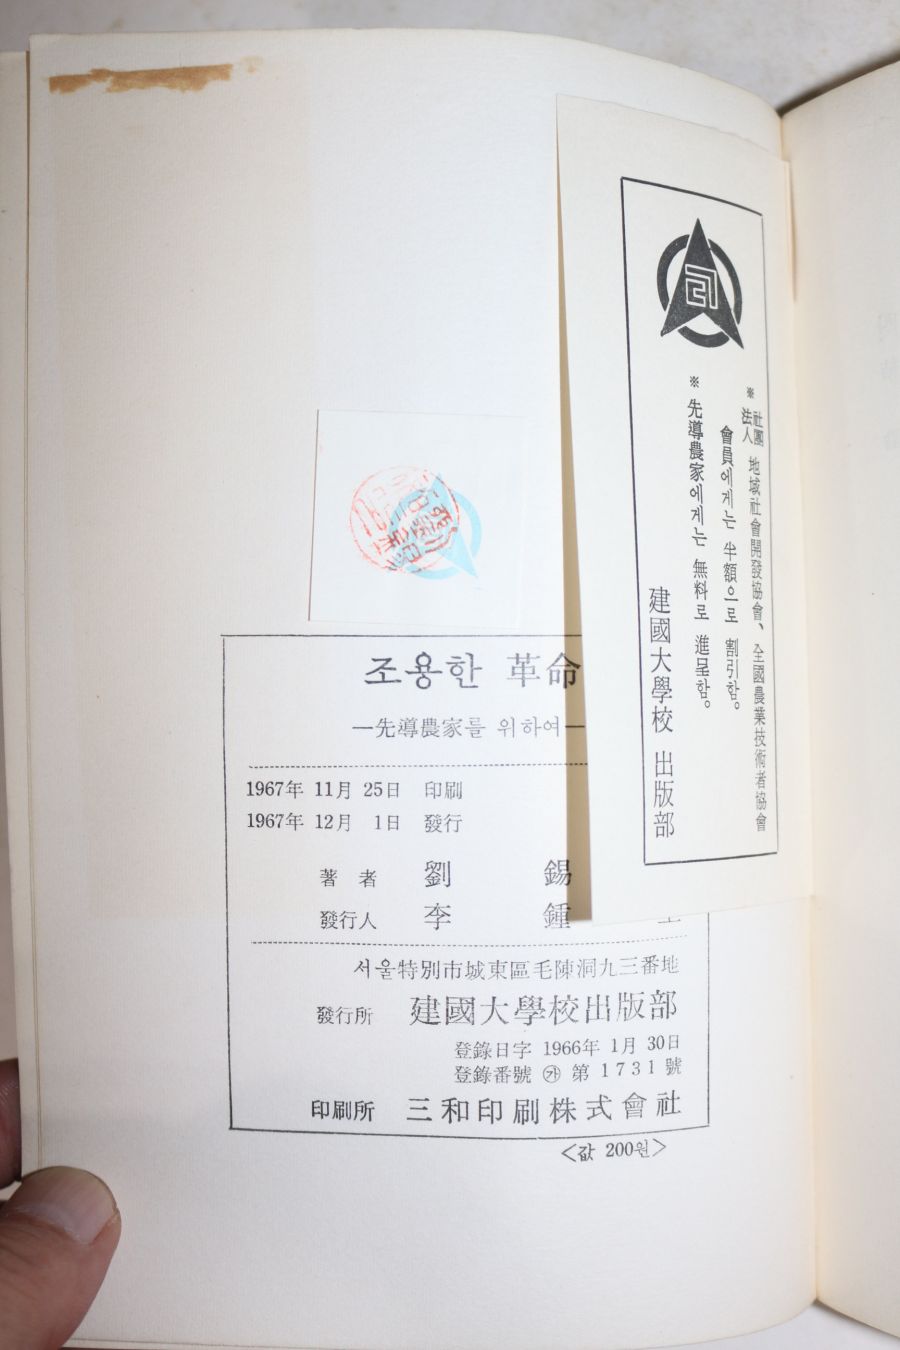 ※ 社團法人 地域社會開發協會、全國農業技術者協會
會員에게는 半額으로 割引함。
※ 先導農家에게는 無料로 進呈함。
建國大學校 出版部
조용한 革命
—先導農家를 위하여—
1967年 11月 25日 印刷
1967年 12月 1日 發行
著者 劉 錫
發行人 李 鍾
서울特別市城東區毛陳洞九三番地
發行所 建國大學校出版部
登錄日字 1966年 1月 30日
登錄番號 ㉮ 第 1731 號
印刷所 三和印刷株式會社
<값 200원>